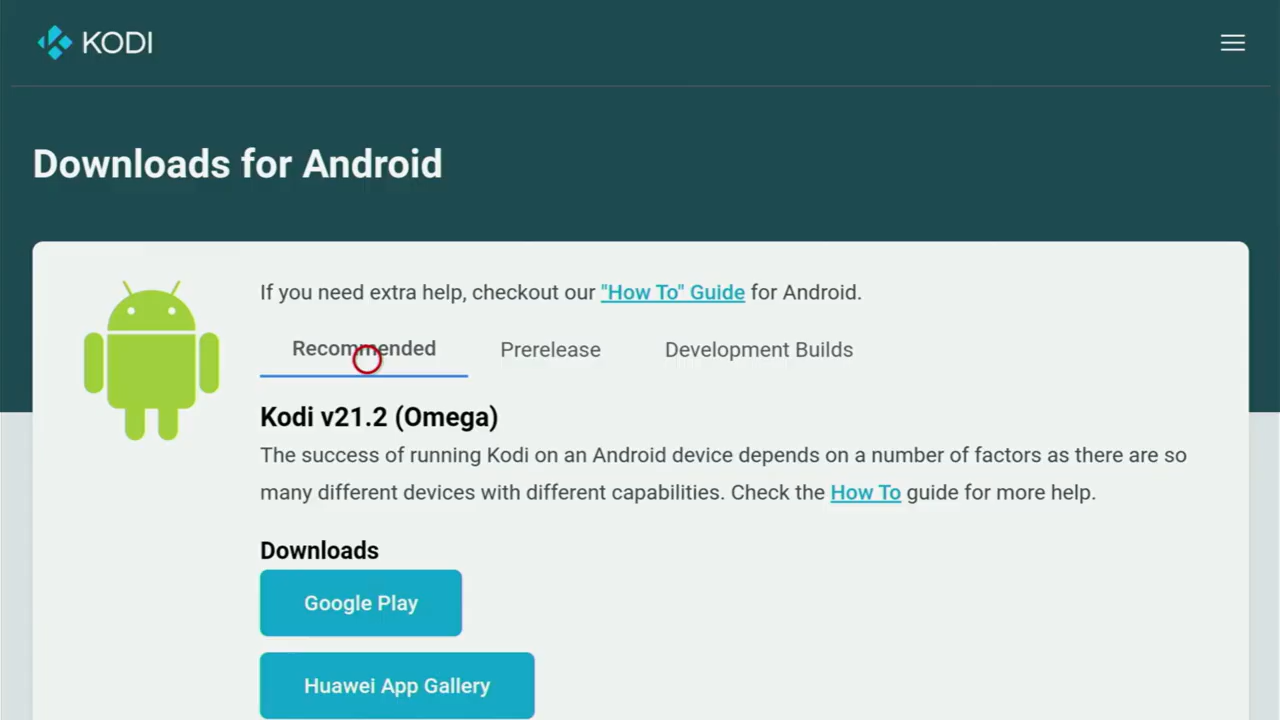 KODI
Downloads for Android
If you need extra help, checkout our "How To" Guide for Android.
Recommended Prerelease Development Builds
Kodi v21.2 (Omega)
The success of running Kodi on an Android device depends on a number of factors as there are so
many different devices with different capabilities. Check the How To guide for more help.
Downloads
Google Play
Huawei App Gallery